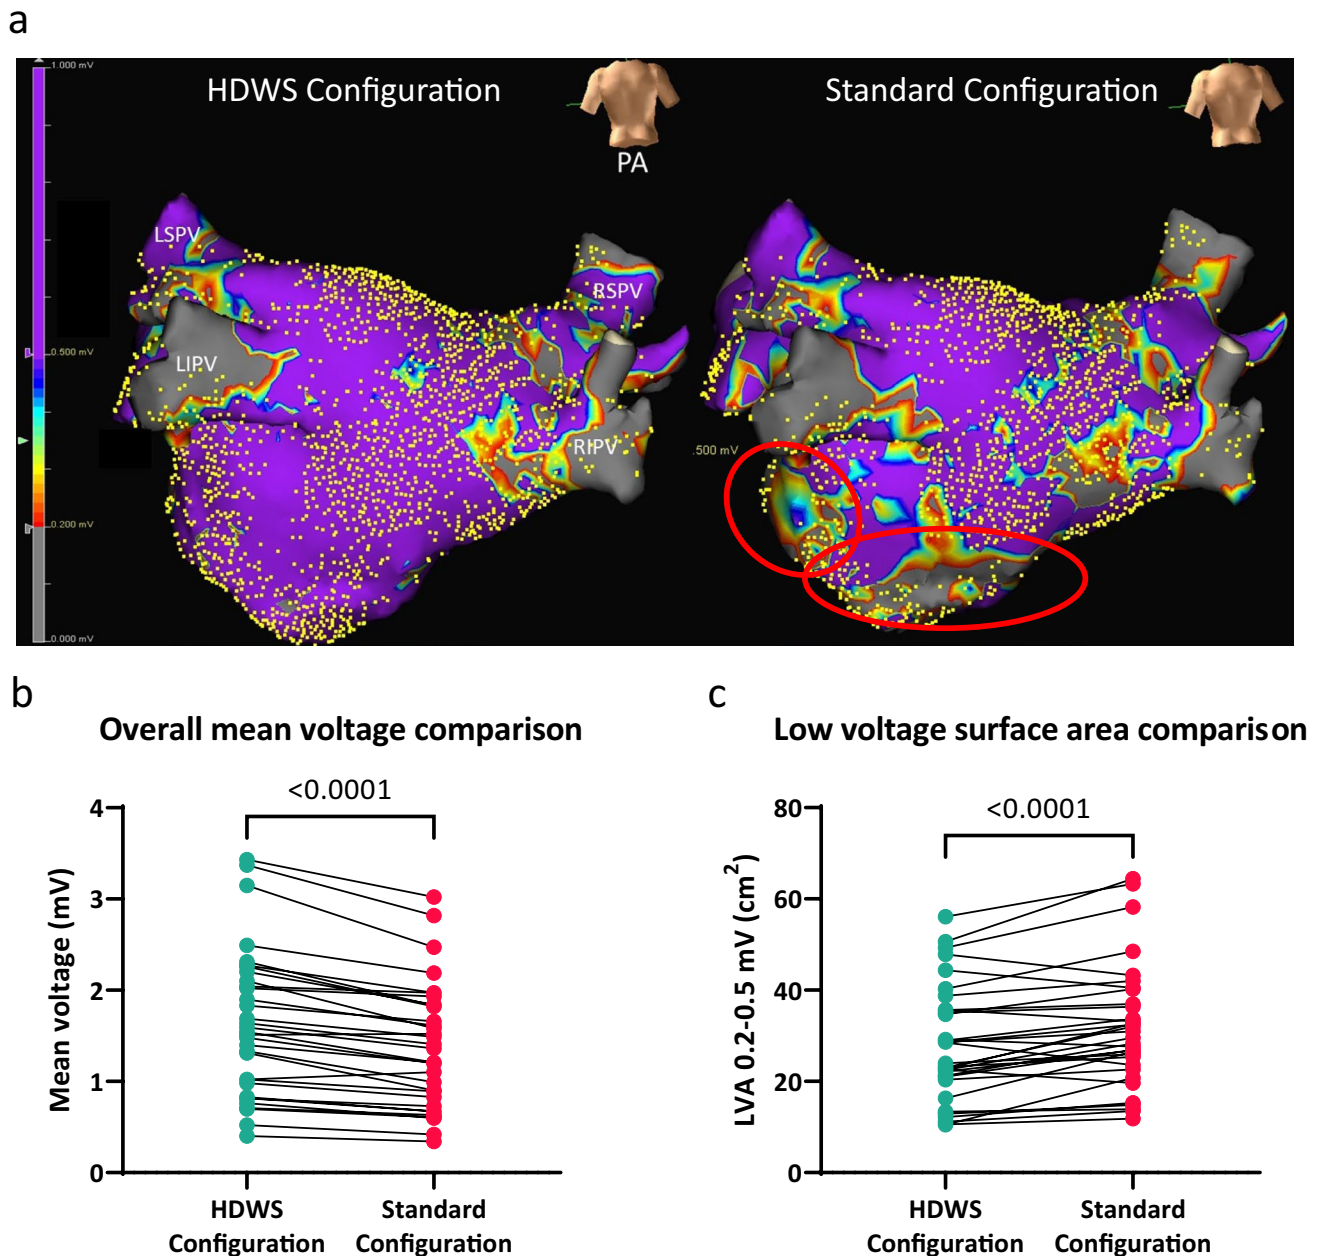 a
1.000 mV
HDWS Configuration
Standard Configuration
PA
LSPV
RSPV
LIPV
0.500 mV
RIPV
.500 mV
0.200 mV
0.000 mV
b
Overall mean voltage comparison
<0.0001
Mean voltage (mV)
4
3
2
1
0
HDWS
Configuration
Standard
Configuration
c
Low voltage surface area comparison
<0.0001
LVA 0.2-0.5 mV (cm²)
80
60
40
20
0
HDWS
Configuration
Standard
Configuration